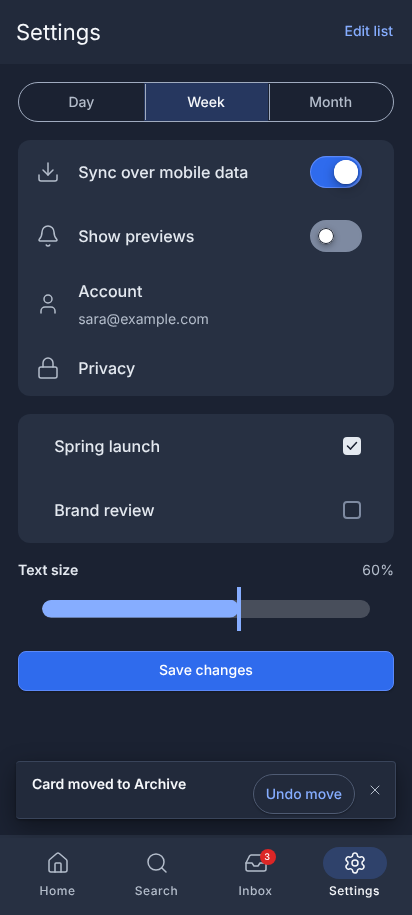 Settings
Edit list
Day
Week
Month
Sync over mobile data
Show previews
Account
sara@example.com
Privacy
Spring launch
Brand review
Text size
60%
Save changes
Card moved to Archive
Undo move
3
Home
Search
Inbox
Settings